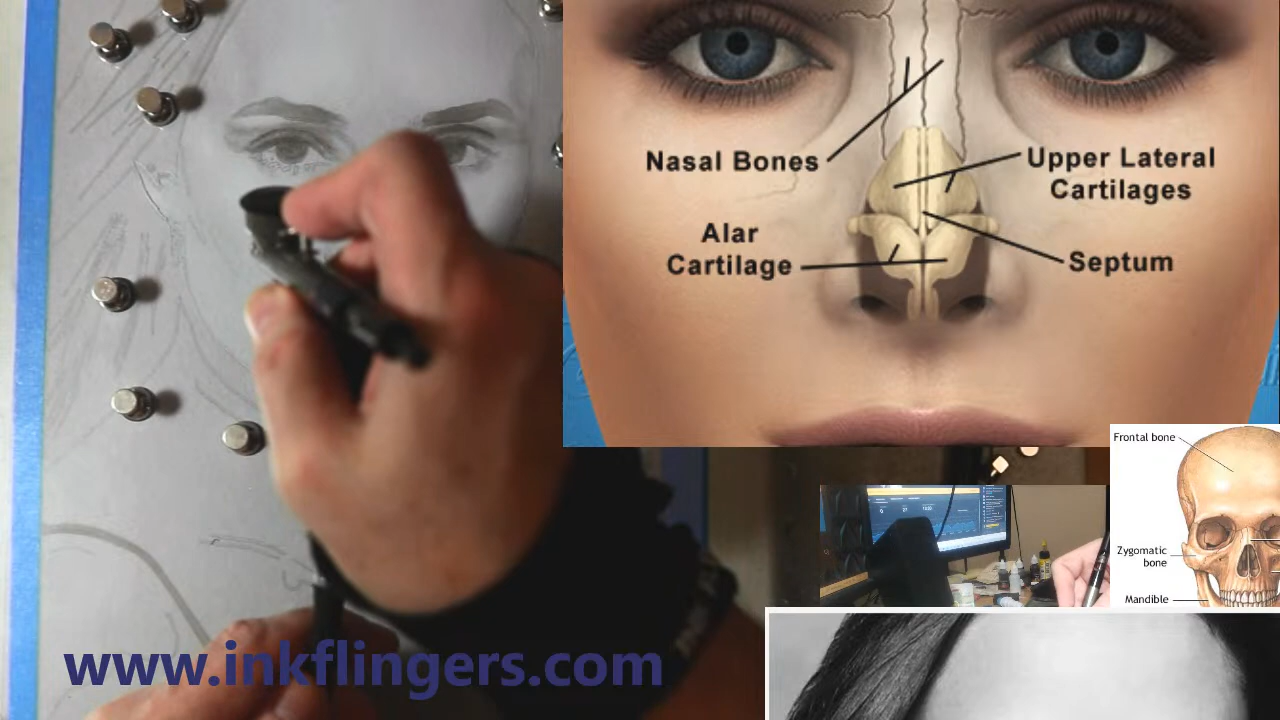 Nasal Bones
Upper Lateral
Cartilages
Alar
Cartilage
Septum
Frontal bone
Zygomatic
bone
Mandible
www.inkflingers.com